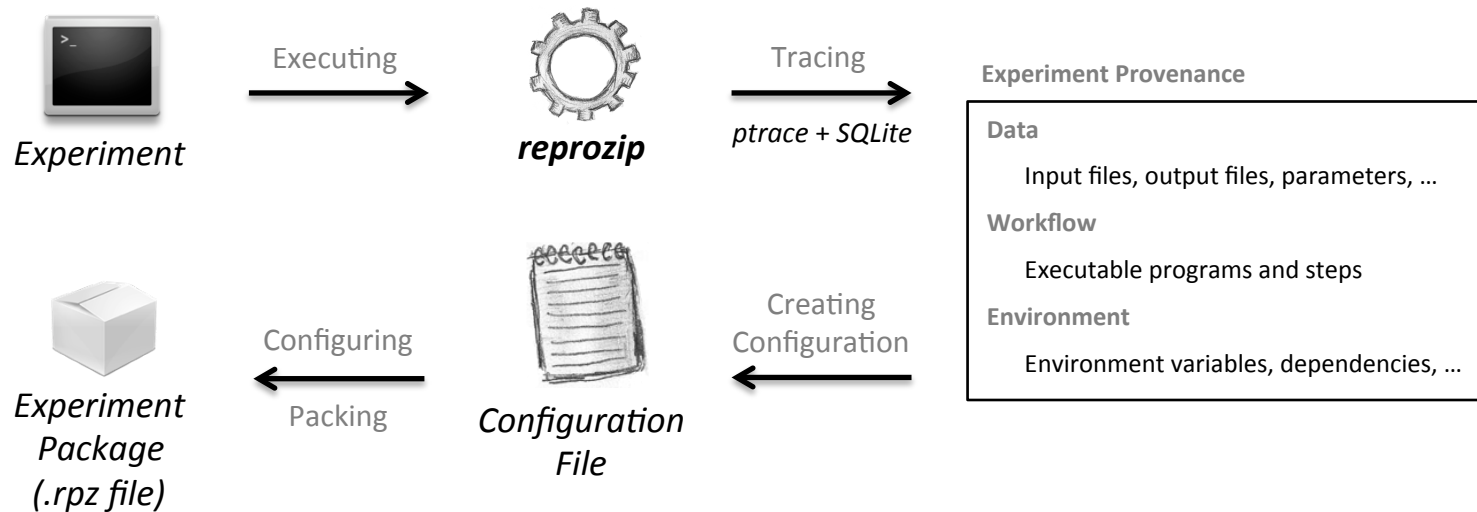 >_
Executing
Tracing
Experiment
reprozip
ptrace + SQLite
Experiment Provenance
Data
Input files, output files, parameters, ...
Workflow
Executable programs and steps
Environment
Environment variables, dependencies, ...
Creating
Configuration
Configuration
File
Configuring
Packing
Experiment
Package
(.rpz file)